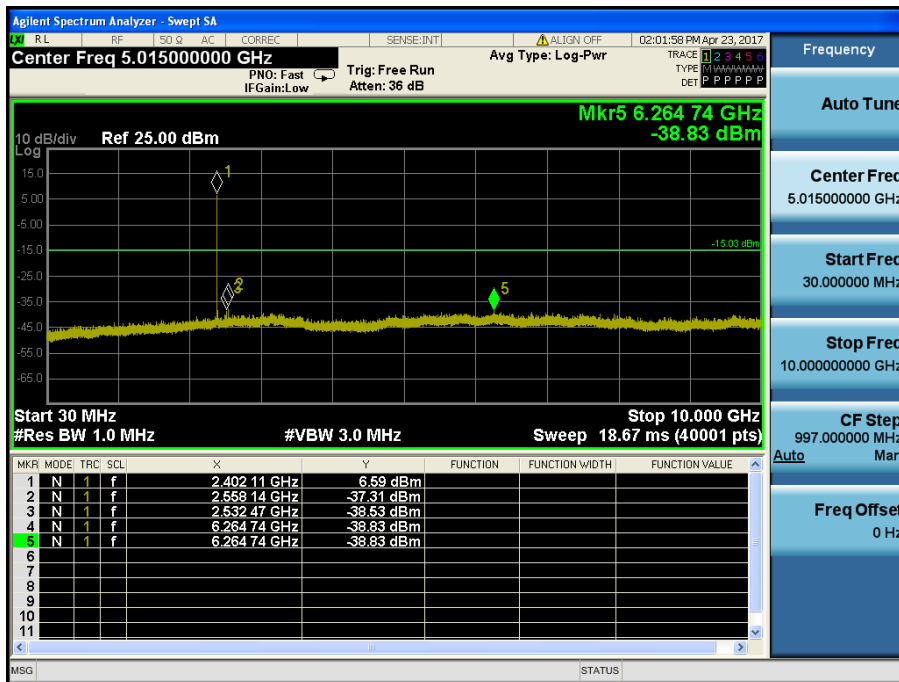 Agilent Spectrum Analyzer - Swept SA
LXI RL RF 50 Ω AC CORREC SENSE:INT ALIGN OFF 02:01:58 PM Apr 23, 2017
Center Freq 5.015000000 GHz
PNO: Fast
IFGain:Low
Trig: Free Run
Atten: 36 dB
Avg Type: Log-Pwr
TRACE 1 2 3 4 5 6
TYPE M WWWWW
DET P P P P P P
Mkr5 6.264 74 GHz
-38.83 dBm
10 dB/div Ref 25.00 dBm
Log
15.0
5.00
-5.00
-15.0
-25.0
-35.0
-45.0
-55.0
-65.0
1
2
5
-15.03 dBm
Start 30 MHz Stop 10.000 GHz
#Res BW 1.0 MHz #VBW 3.0 MHz Sweep 18.67 ms (40001 pts)
MKR MODE TRC SCL X Y FUNCTION FUNCTION WIDTH FUNCTION VALUE
1 N 1 f 2.402 11 GHz 6.59 dBm
2 N 1 f 2.558 14 GHz -37.31 dBm
3 N 1 f 2.532 47 GHz -38.53 dBm
4 N 1 f 6.264 74 GHz -38.83 dBm
5 N 1 f 6.264 74 GHz -38.83 dBm
6
7
8
9
10
11
MSG STATUS
Frequency
Auto Tune
Center Freq
5.015000000 GHz
Start Freq
30.000000 MHz
Stop Freq
10.000000000 GHz
CF Step
997.000000 MHz
Auto Man
Freq Offset
0 Hz